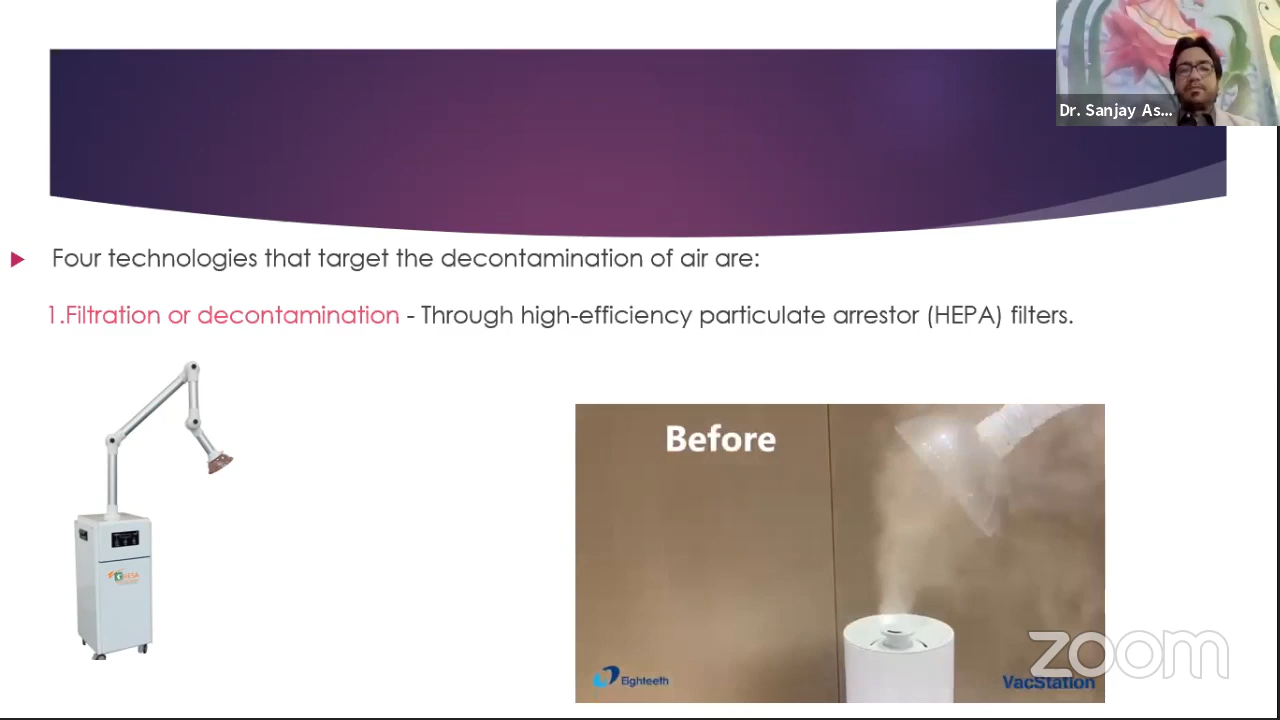 Dr. Sanjay As...
Four technologies that target the decontamination of air are:
1.Filtration or decontamination - Through high-efficiency particulate arrestor (HEPA) filters.
Before
Eighteeth
VacStation
zoom